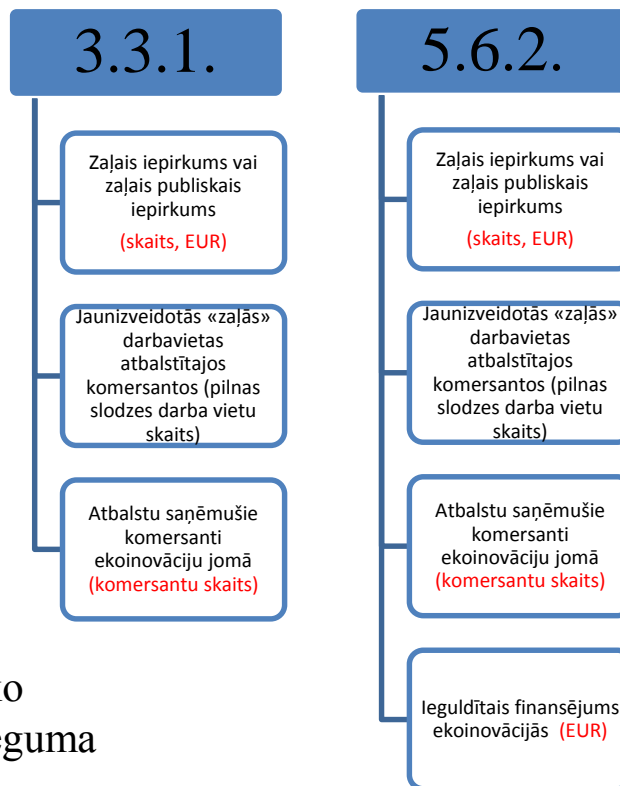 3.3.1.
Zaļais iepirkums vai
zaļais publiskais
iepirkums
(skaits, EUR)
Jaunizveidotās «zaļās»
darbavietas
atbalstītajos
komersantos (pilnas
slodzes darba vietu
skaits)
Atbalstu saņēmušie
komersanti
ekoinovāciju jomā
(komersantu skaits)
5.6.2.
Zaļais iepirkums vai
zaļais publiskais
iepirkums
(skaits, EUR)
Jaunizveidotās «zaļās»
darbavietas
atbalstītajos
komersantos (pilnas
slodzes darba vietu
skaits)
Atbalstu saņēmušie
komersanti
ekoinovāciju jomā
(komersantu skaits)
Ieguldītais finansējums
ekoinovācijās (EUR)